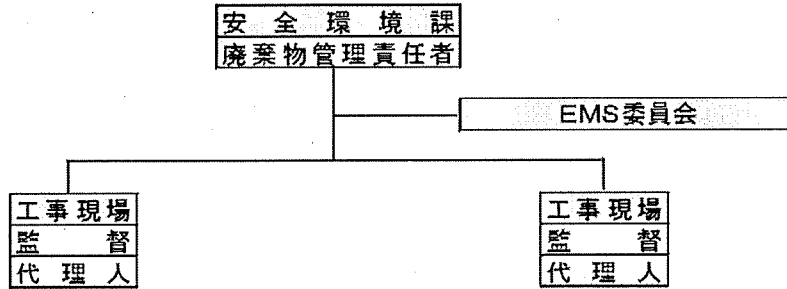 安全環境課
廃棄物管理責任者
EMS委員会
工事現場
監督
代理人
工事現場
監督
代理人